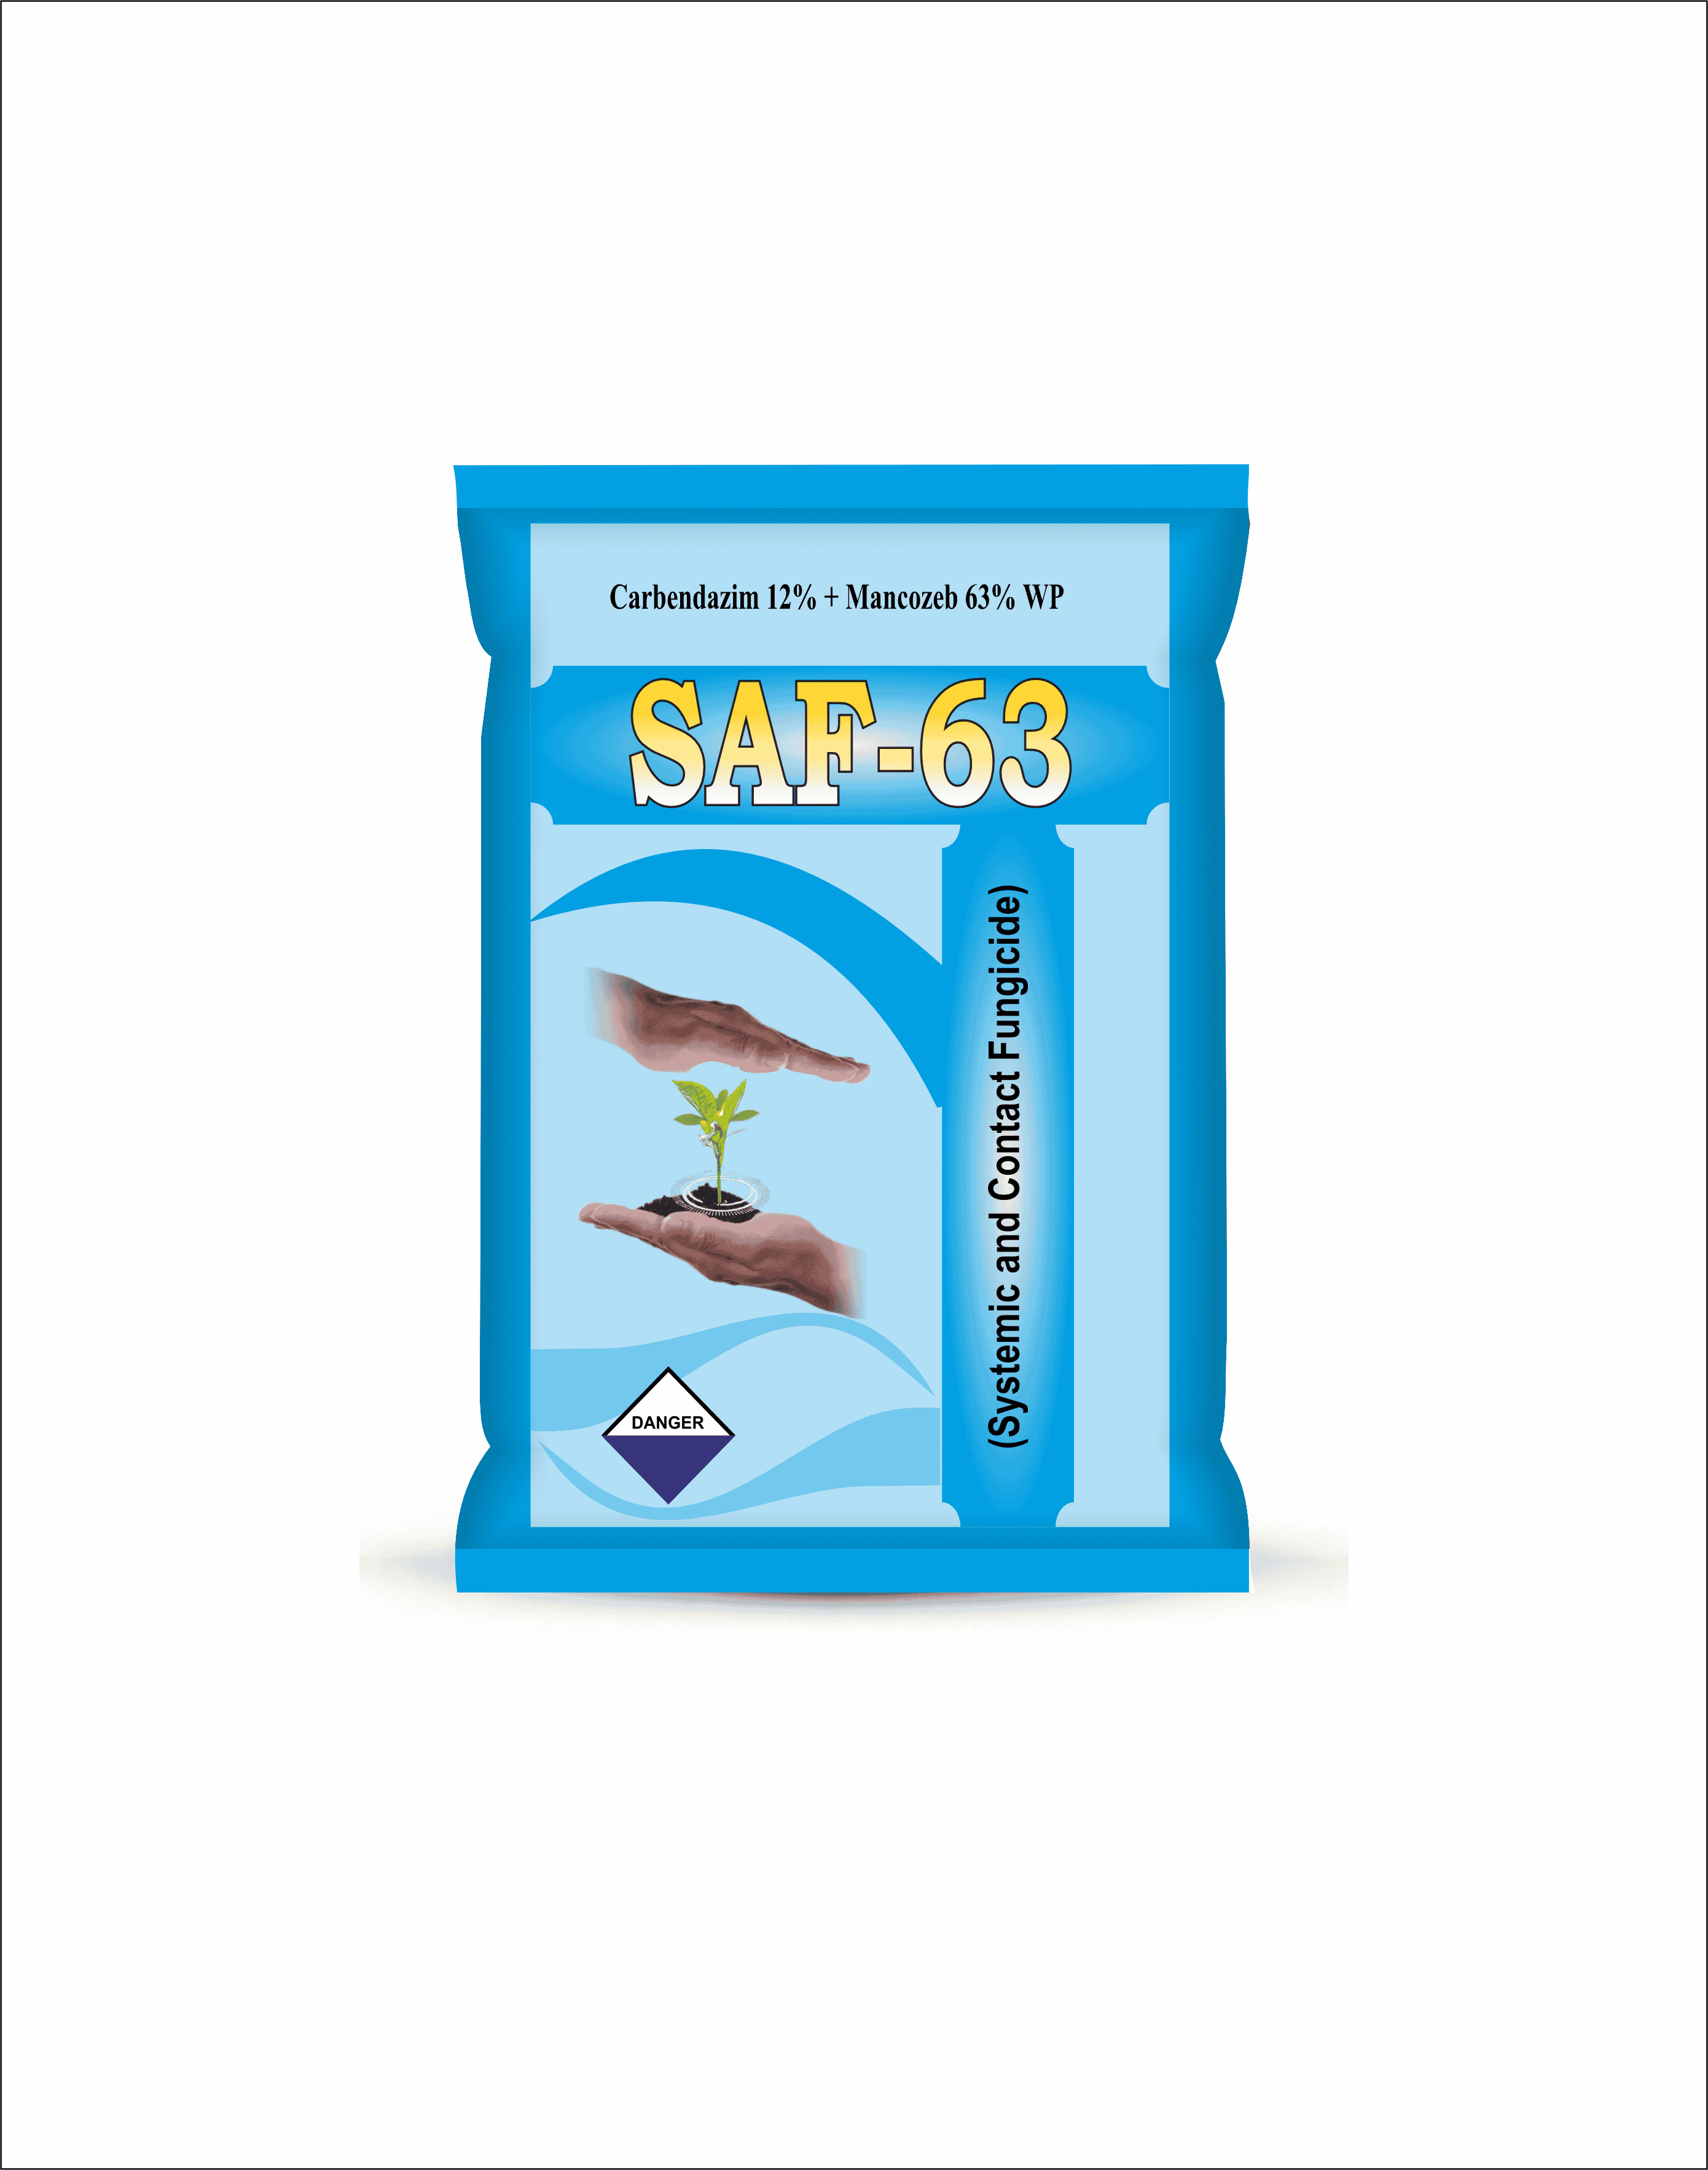 Carbendazim 12% + Mancozeb 63% WP
SAF-63
(Systemic and Contact Fungicide)
DANGER